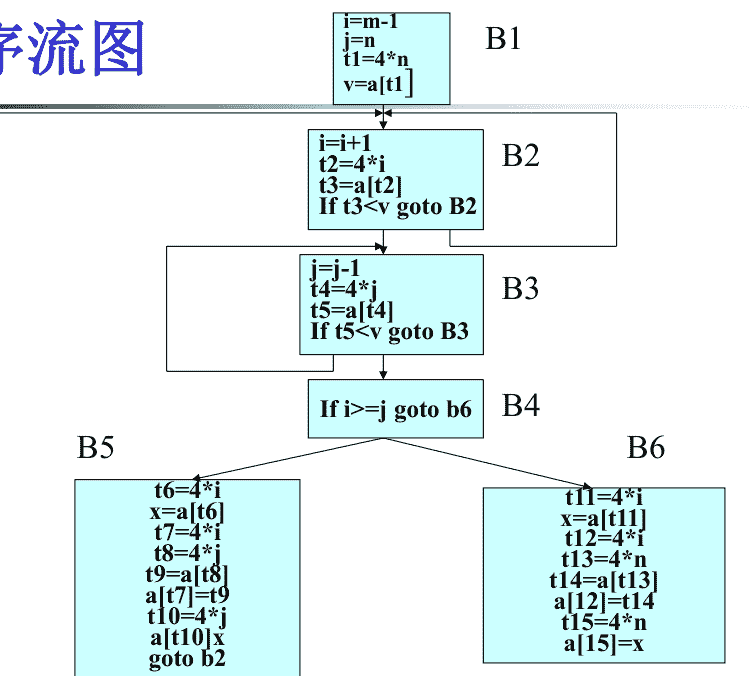 序流图
i=m-1
j=n
t1=4*n
v=a[t1]
B1
i=i+1
t2=4*i
t3=a[t2]
If t3<v goto B2
B2
j=j-1
t4=4*j
t5=a[t4]
If t5<v goto B3
B3
If i>=j goto b6
B4
B5
t6=4*i
x=a[t6]
t7=4*i
t8=4*j
t9=a[t8]
a[t7]=t9
t10=4*j
a[t10]x
goto b2
B6
t11=4*i
x=a[t11]
t12=4*i
t13=4*n
t14=a[t13]
a[12]=t14
t15=4*n
a[15]=x